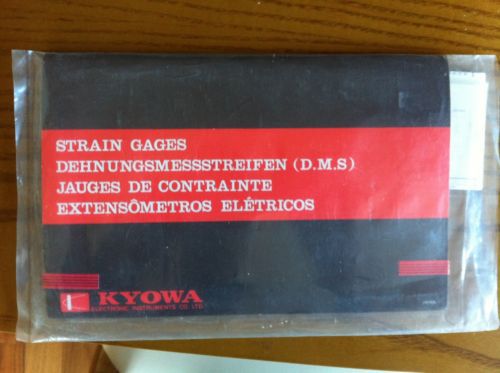 STRAIN GAGES
DEHNUNGSMESSSTREIFEN (D.M.S)
JAUGES DE CONTRAINTE
EXTENSÔMETROS ELÉTRICOS
KYOWA
ELECTRONIC INSTRUMENTS CO. LTD.